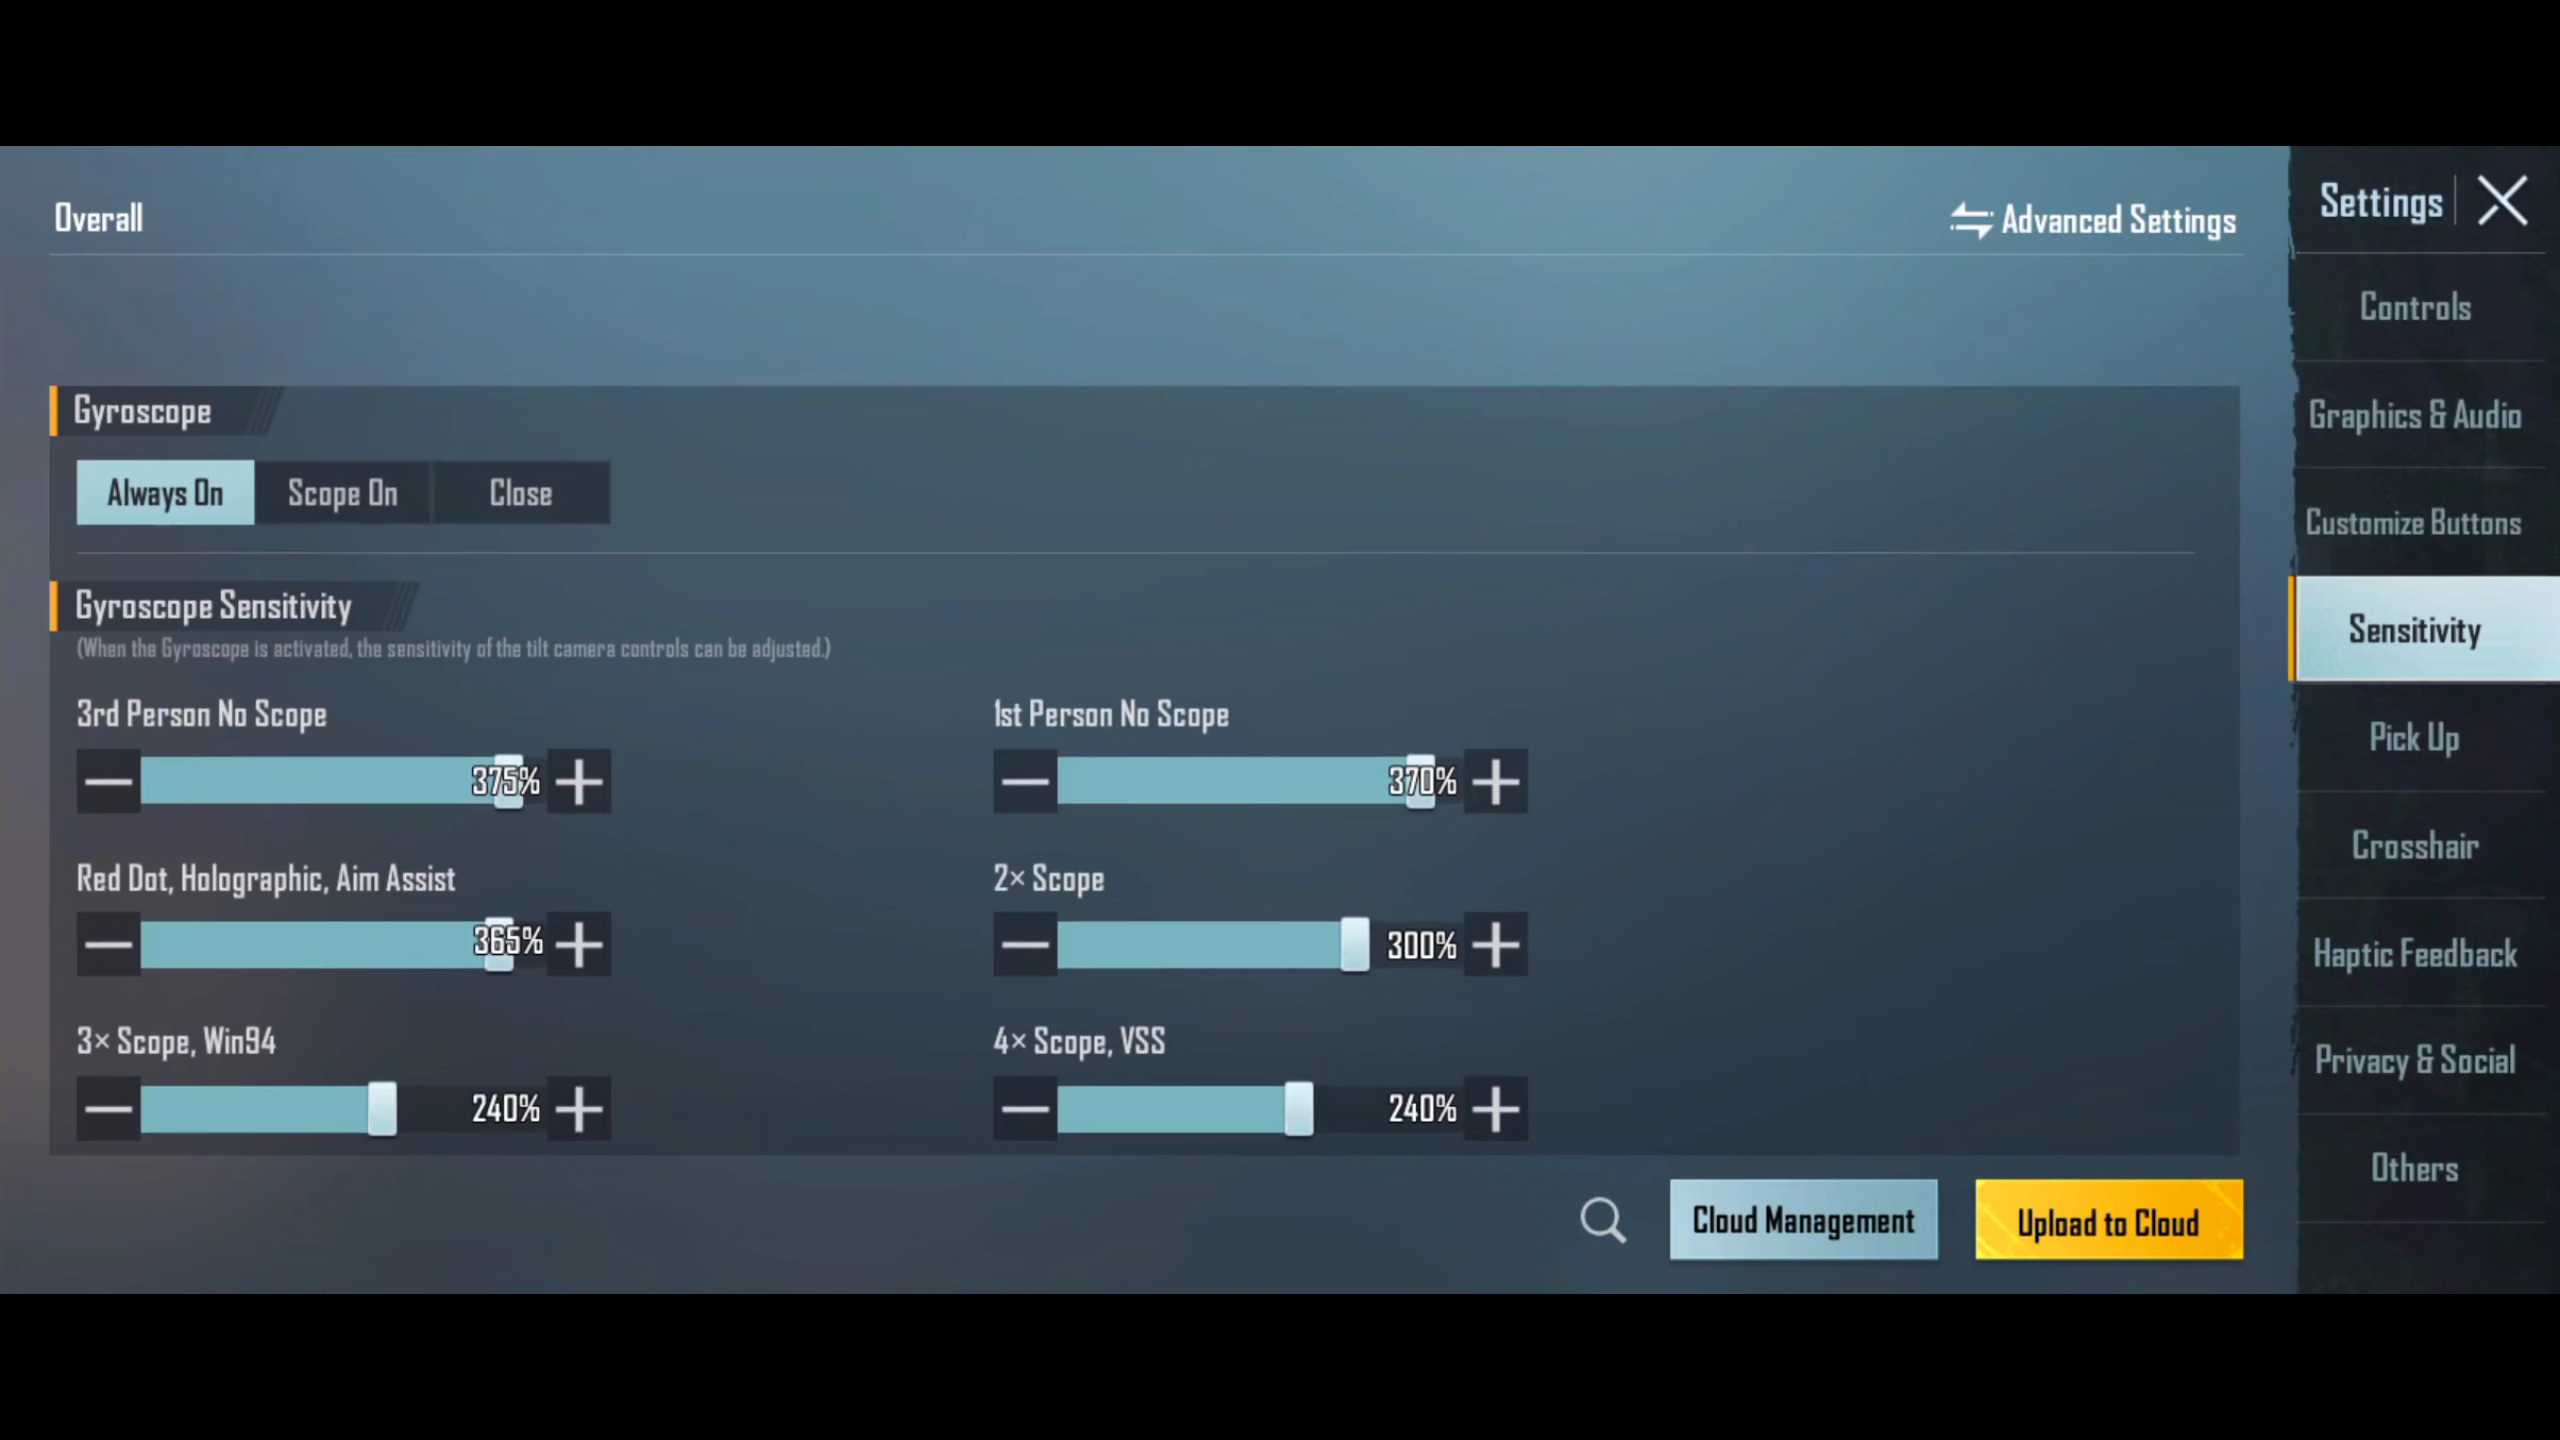 Overall
Advanced Settings
Settings
Gyroscope
Always On
Scope On
Close
Gyroscope Sensitivity
(When the Gyroscope is activated, the sensitivity of the tilt camera controls can be adjusted.)
3rd Person No Scope
375%
1st Person No Scope
370%
Red Dot, Holographic, Aim Assist
365%
2× Scope
300%
3× Scope, Win94
240%
4× Scope, VSS
240%
Cloud Management
Upload to Cloud
Controls
Graphics & Audio
Customize Buttons
Sensitivity
Pick Up
Crosshair
Haptic Feedback
Privacy & Social
Others